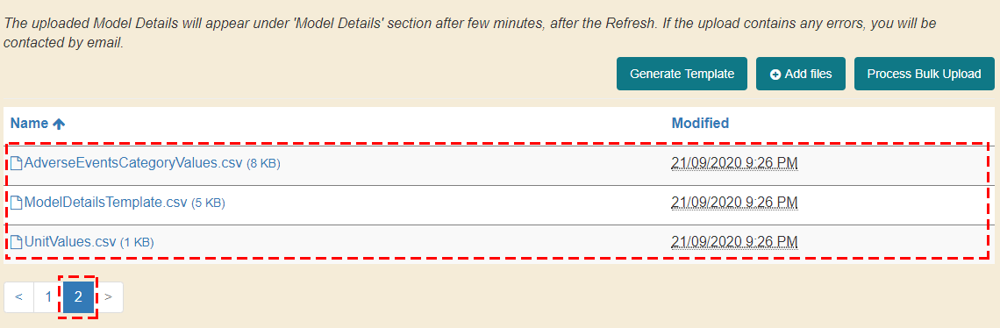 The uploaded Model Details will appear under 'Model Details' section after few minutes, after the Refresh. If the upload contains any errors, you will be
contacted by email.
Generate Template Add files Process Bulk Upload
Name Modified
AdverseEventsCategoryValues.csv (8 KB) 21/09/2020 9:26 PM
ModelDetailsTemplate.csv (5 KB) 21/09/2020 9:26 PM
UnitValues.csv (1 KB) 21/09/2020 9:26 PM
< 1 2 >